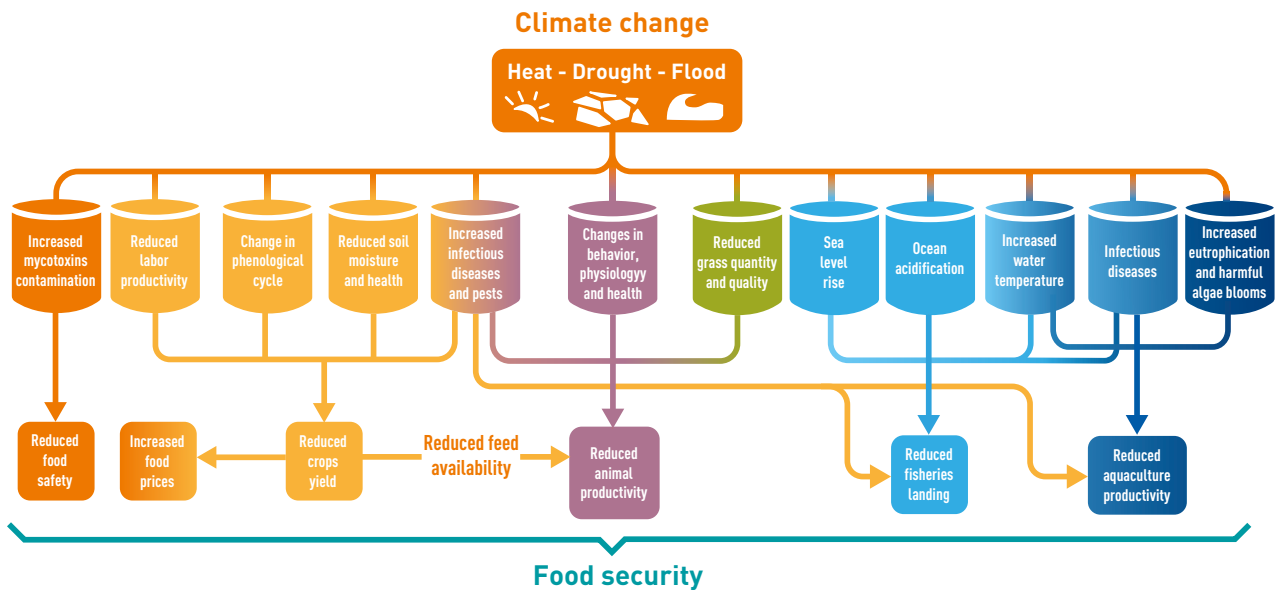 Climate change
Heat - Drought - Flood
Increased
mycotoxins
contamination
Reduced
labor
productivity
Change in
phenological
cycle
Reduced soil
moisture
and health
Increased
infectious
diseases
and pests
Changes in
behavior,
physiologyy
and health
Reduced
grass quantity
and quality
Sea
level
rise
Ocean
acidification
Increased
water
temperature
Infectious
diseases
Increased
eutrophication
and harmful
algae blooms
Reduced
food
safety
Increased
food
prices
Reduced
crops
yield
Reduced feed
availability
Reduced
animal
productivity
Reduced
fisheries
landing
Reduced
aquaculture
productivity
Food security